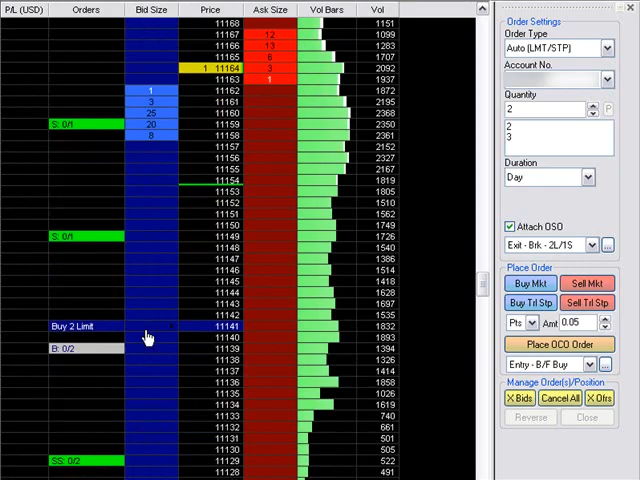 P/L (USD) Orders Bid Size Price Ask Size Vol Bars Vol
11168 1151
11167 12 1099
11166 13 1283
11165 6 1707
1 11164 3 2092
11163 1 1937
1 11162 1872
3 11161 2195
25 11160 2368
S: 0/1 20 11159 2350
8 11158 2361
11157 2152
11156 2327
11155 2167
11154 1819
11153 1805
11152 1510
11151 1562
11150 1749
S: 0/1 11149 1726
11148 1540
11147 1386
11146 1514
11145 1418
11144 1628
11143 1697
11142 1535
Buy 2 Limit 11141 1832
11140 1893
B: 0/2 11139 1394
11138 1326
11137 1414
11136 1858
11135 1026
11134 1619
11133 740
11132 661
11131 501
11130 505
SS: 0/2 11129 522
11128 491
Order Settings
Order Type
Auto (LMT/STP)
Account No.
Quantity
2 P
2
3
Duration
Day
Attach OSO
Exit - Brk - 2L/1S ...
Place Order
Buy Mkt Sell Mkt
Buy Trl Stp Sell Trl Stp
Pts Amt 0.05
Place OCO Order
Entry - B/F Buy ...
Manage Order(s)/Position
X Bids Cancel All X Ofrs
Reverse Close